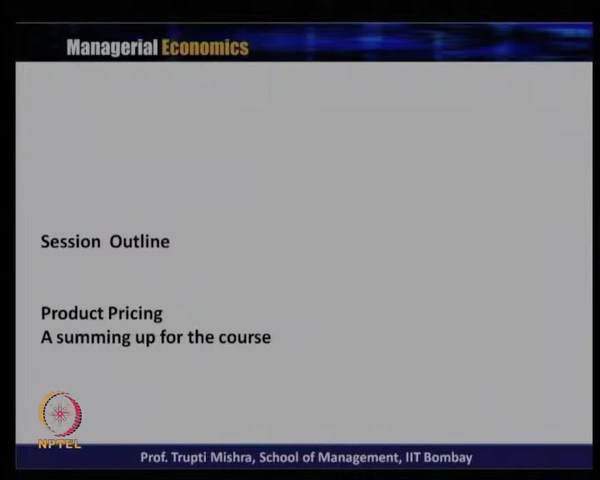 Managerial Economics
Session Outline
Product Pricing
A summing up for the course
NPTEL
Prof. Trupti Mishra, School of Management, IIT Bombay